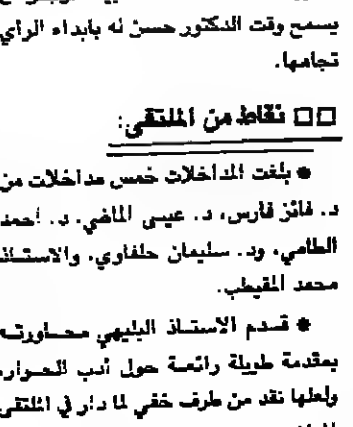 يسمح وقت الدكتور حسن له بابداء الرأي
تجاهها.
□□ نقاط من الملتقى:
● بلغت المداخلات خمس مداخلات من
د. فائز فارس، د. عيسى الماضي، د. احمد
الطامي، ود. سليمان حلفاوي، والاستاذ
محمد المقيطب.
● قدم الاستاذ البليهي محاورته
بمقدمة طويلة رائعة حول أدب الحوار،
ولعلها نقد من طرف خفي لما دار في الملتقى